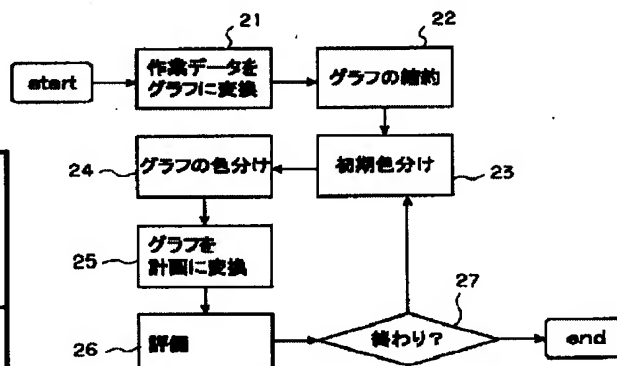 21
22
start
作業データを
グラフに変換
グラフの縮約
24
グラフの色分け
初期色分け
23
25
グラフを
計画に変換
27
26
評価
終わり?
end